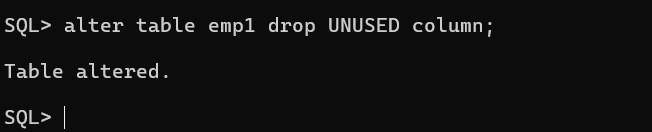 SQL> alter table emp1 drop UNUSED column;
Table altered.
SQL>